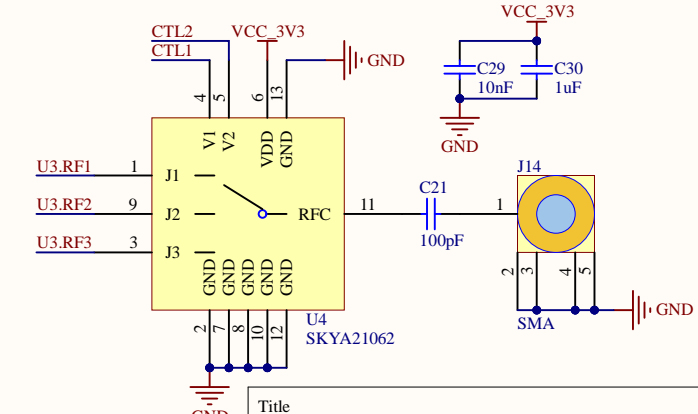 CTL2
CTL1
VCC_3V3
GND
VCC_3V3
C29
10nF
C30
1uF
GND
4
5
6
13
V1
V2
VDD
GND
U3.RF1
1
J1
U3.RF2
9
J2
RFC
11
C21
100pF
1
J14
U3.RF3
3
J3
GND
GND
GND
GND
GND
2
7
8
10
12
U4
SKYA21062
2
3
4
5
SMA
GND
GND
Title